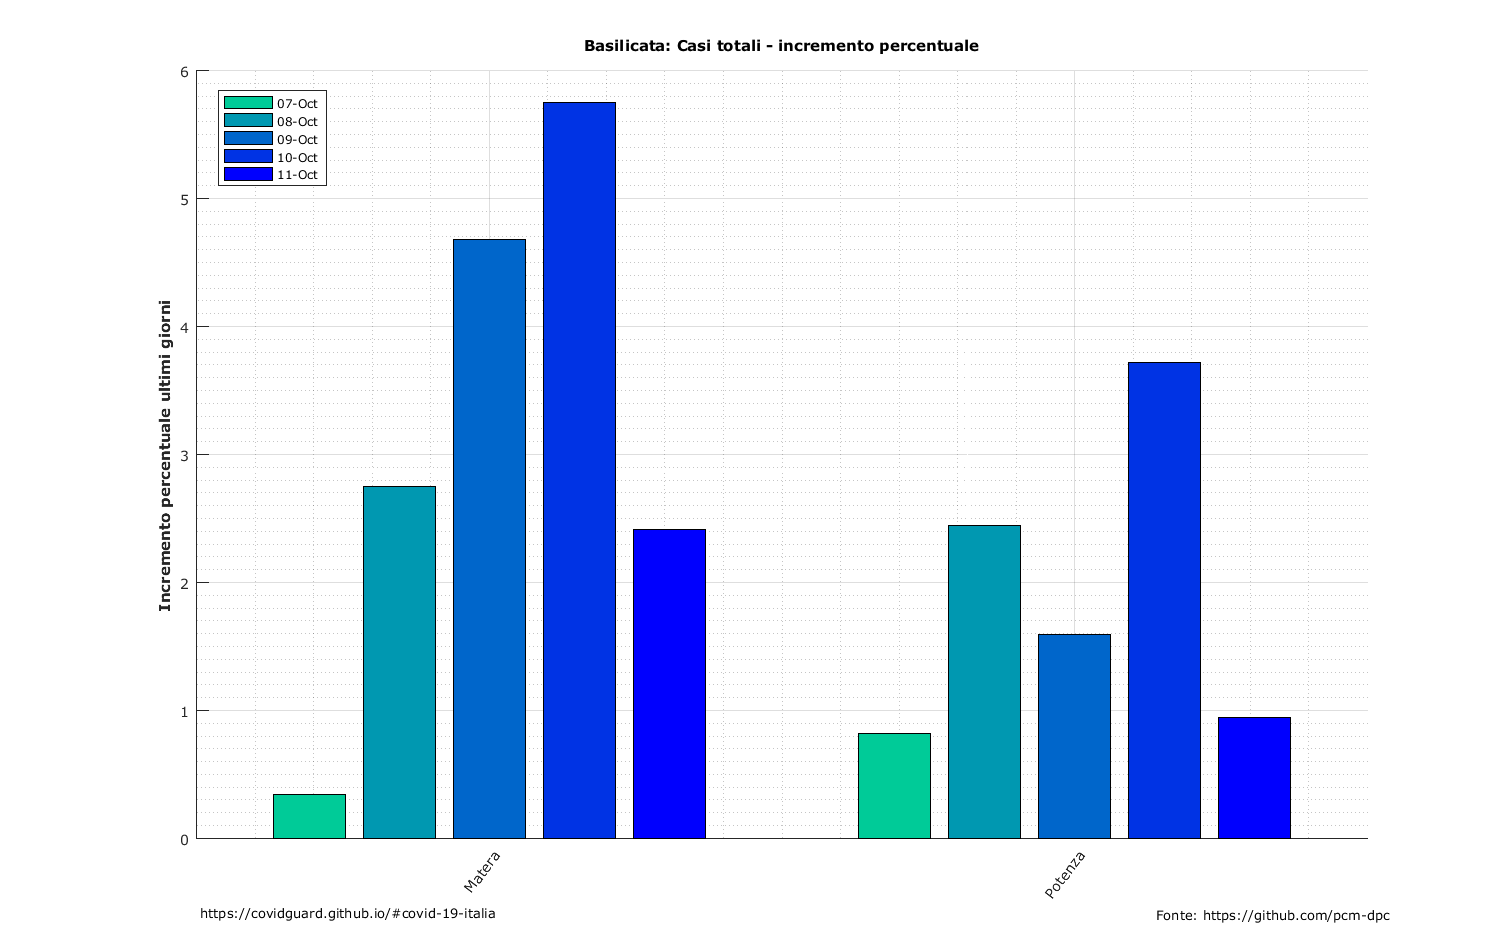 Basilicata: Casi totali - incremento percentuale
6
5
4
3
2
1
0
Incremento percentuale ultimi giorni
07-Oct
08-Oct
09-Oct
10-Oct
11-Oct
Matera
Potenza
https://covidguard.github.io/#covid-19-italia
Fonte: https://github.com/pcm-dpc